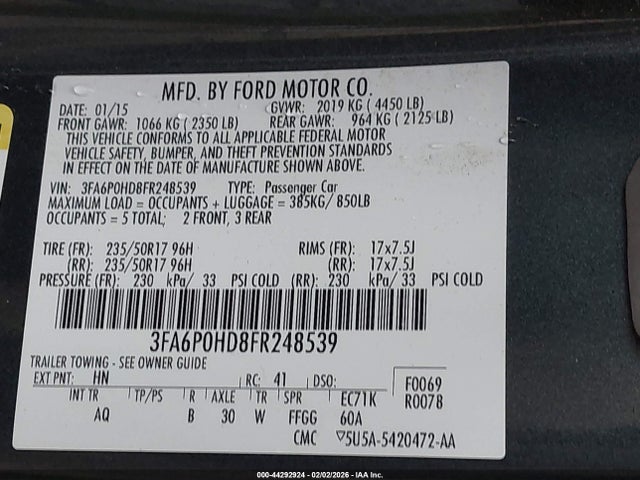 MFD. BY FORD MOTOR CO.
DATE: 01/15 GVWR: 2019 KG ( 4450 LB)
FRONT GAWR: 1066 KG ( 2350 LB) REAR GAWR: 964 KG ( 2125 LB)
THIS VEHICLE CONFORMS TO ALL APPLICABLE FEDERAL MOTOR
VEHICLE SAFETY, BUMPER, AND THEFT PREVENTION STANDARDS
IN EFFECT ON THE DATE OF MANUFACTURE SHOWN ABOVE.
VIN: 3FA6P0HD8FR248539 TYPE: Passenger Car
MAXIMUM LOAD = OCCUPANTS + LUGGAGE = 385KG/ 850LB
OCCUPANTS = 5 TOTAL; 2 FRONT, 3 REAR
TIRE (FR): 235/50R17 96H RIMS (FR): 17x7.5J
(RR): 235/50R17 96H (RR): 17x7.5J
PRESSURE (FR): 230 kPa/ 33 PSI COLD (RR): 230 kPa/ 33 PSI COLD
3FA6P0HD8FR248539
TRAILER TOWING - SEE OWNER GUIDE
EXT PNT: HN RC: 41 DSO: F0069
INT TR TP/PS R AXLE TR SPR EC71K R0078
AQ B 30 W FFGG 60A
CMC ▽5U5A-5420472-AA
000-44292924 - 02/02/2026 - IAA Inc.